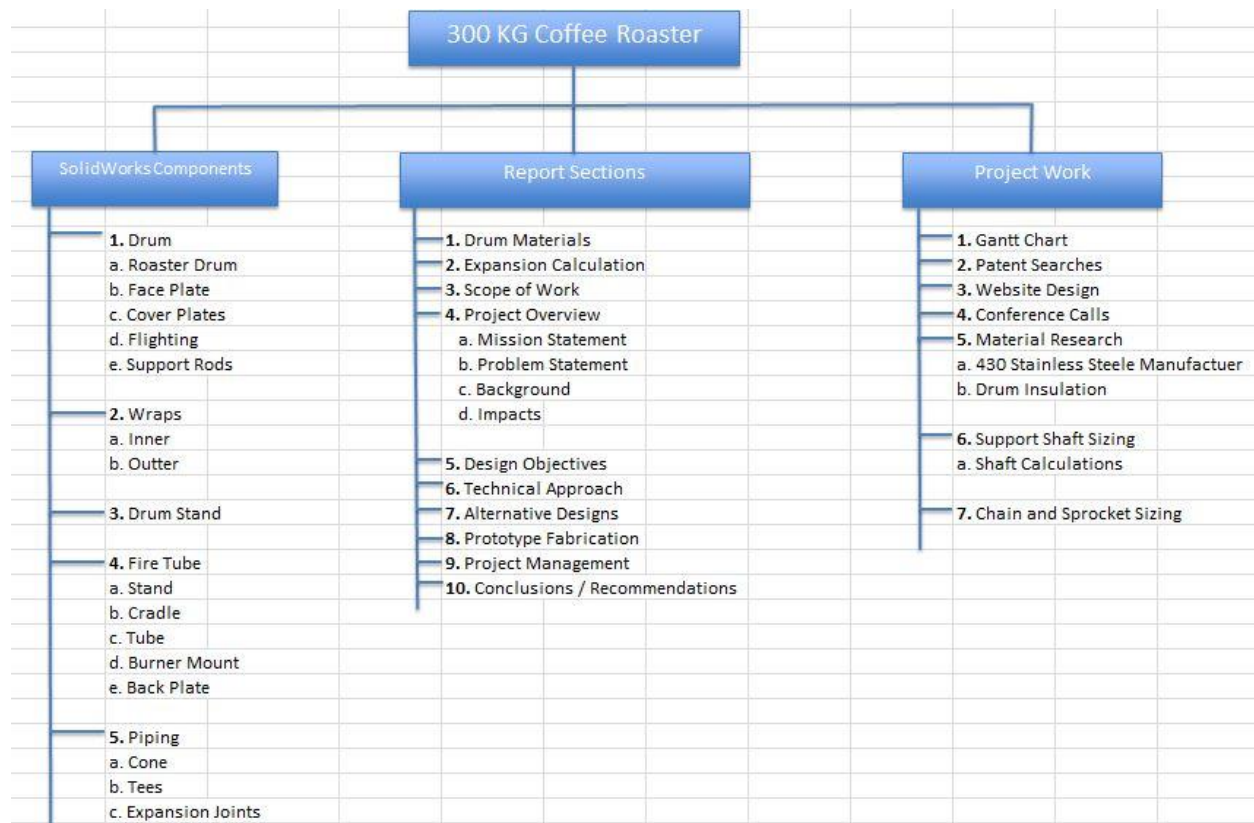 300 KG Coffee Roaster
SolidWorks Components
1. Drum
a. Roaster Drum
b. Face Plate
c. Cover Plates
d. Flighting
e. Support Rods
2. Wraps
a. Inner
b. Outter
3. Drum Stand
4. Fire Tube
a. Stand
b. Cradle
c. Tube
d. Burner Mount
e. Back Plate
5. Piping
a. Cone
b. Tees
c. Expansion Joints
Report Sections
1. Drum Materials
2. Expansion Calculation
3. Scope of Work
4. Project Overview
a. Mission Statement
b. Problem Statement
c. Background
d. Impacts
5. Design Objectives
6. Technical Approach
7. Alternative Designs
8. Prototype Fabrication
9. Project Management
10. Conclusions / Recommendations
Project Work
1. Gantt Chart
2. Patent Searches
3. Website Design
4. Conference Calls
5. Material Research
a. 430 Stainless Steele Manufactuer
b. Drum Insulation
6. Support Shaft Sizing
a. Shaft Calculations
7. Chain and Sprocket Sizing